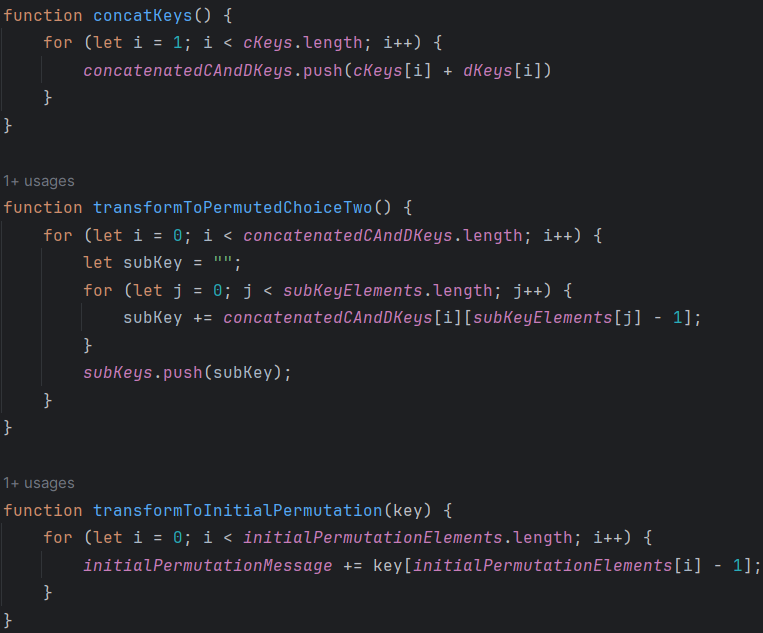 function concatKeys() {
    for (let i = 1; i < cKeys.length; i++) {
        concatenatedCAndDKeys.push(cKeys[i] + dKeys[i])
    }
}
1+ usages
function transformToPermutedChoiceTwo() {
    for (let i = 0; i < concatenatedCAndDKeys.length; i++) {
        let subKey = "";
        for (let j = 0; j < subKeyElements.length; j++) {
            subKey += concatenatedCAndDKeys[i][subKeyElements[j] - 1];
        }
        subKeys.push(subKey);
    }
}
1+ usages
function transformToInitialPermutation(key) {
    for (let i = 0; i < initialPermutationElements.length; i++) {
        initialPermutationMessage += key[initialPermutationElements[i] - 1];
    }
}